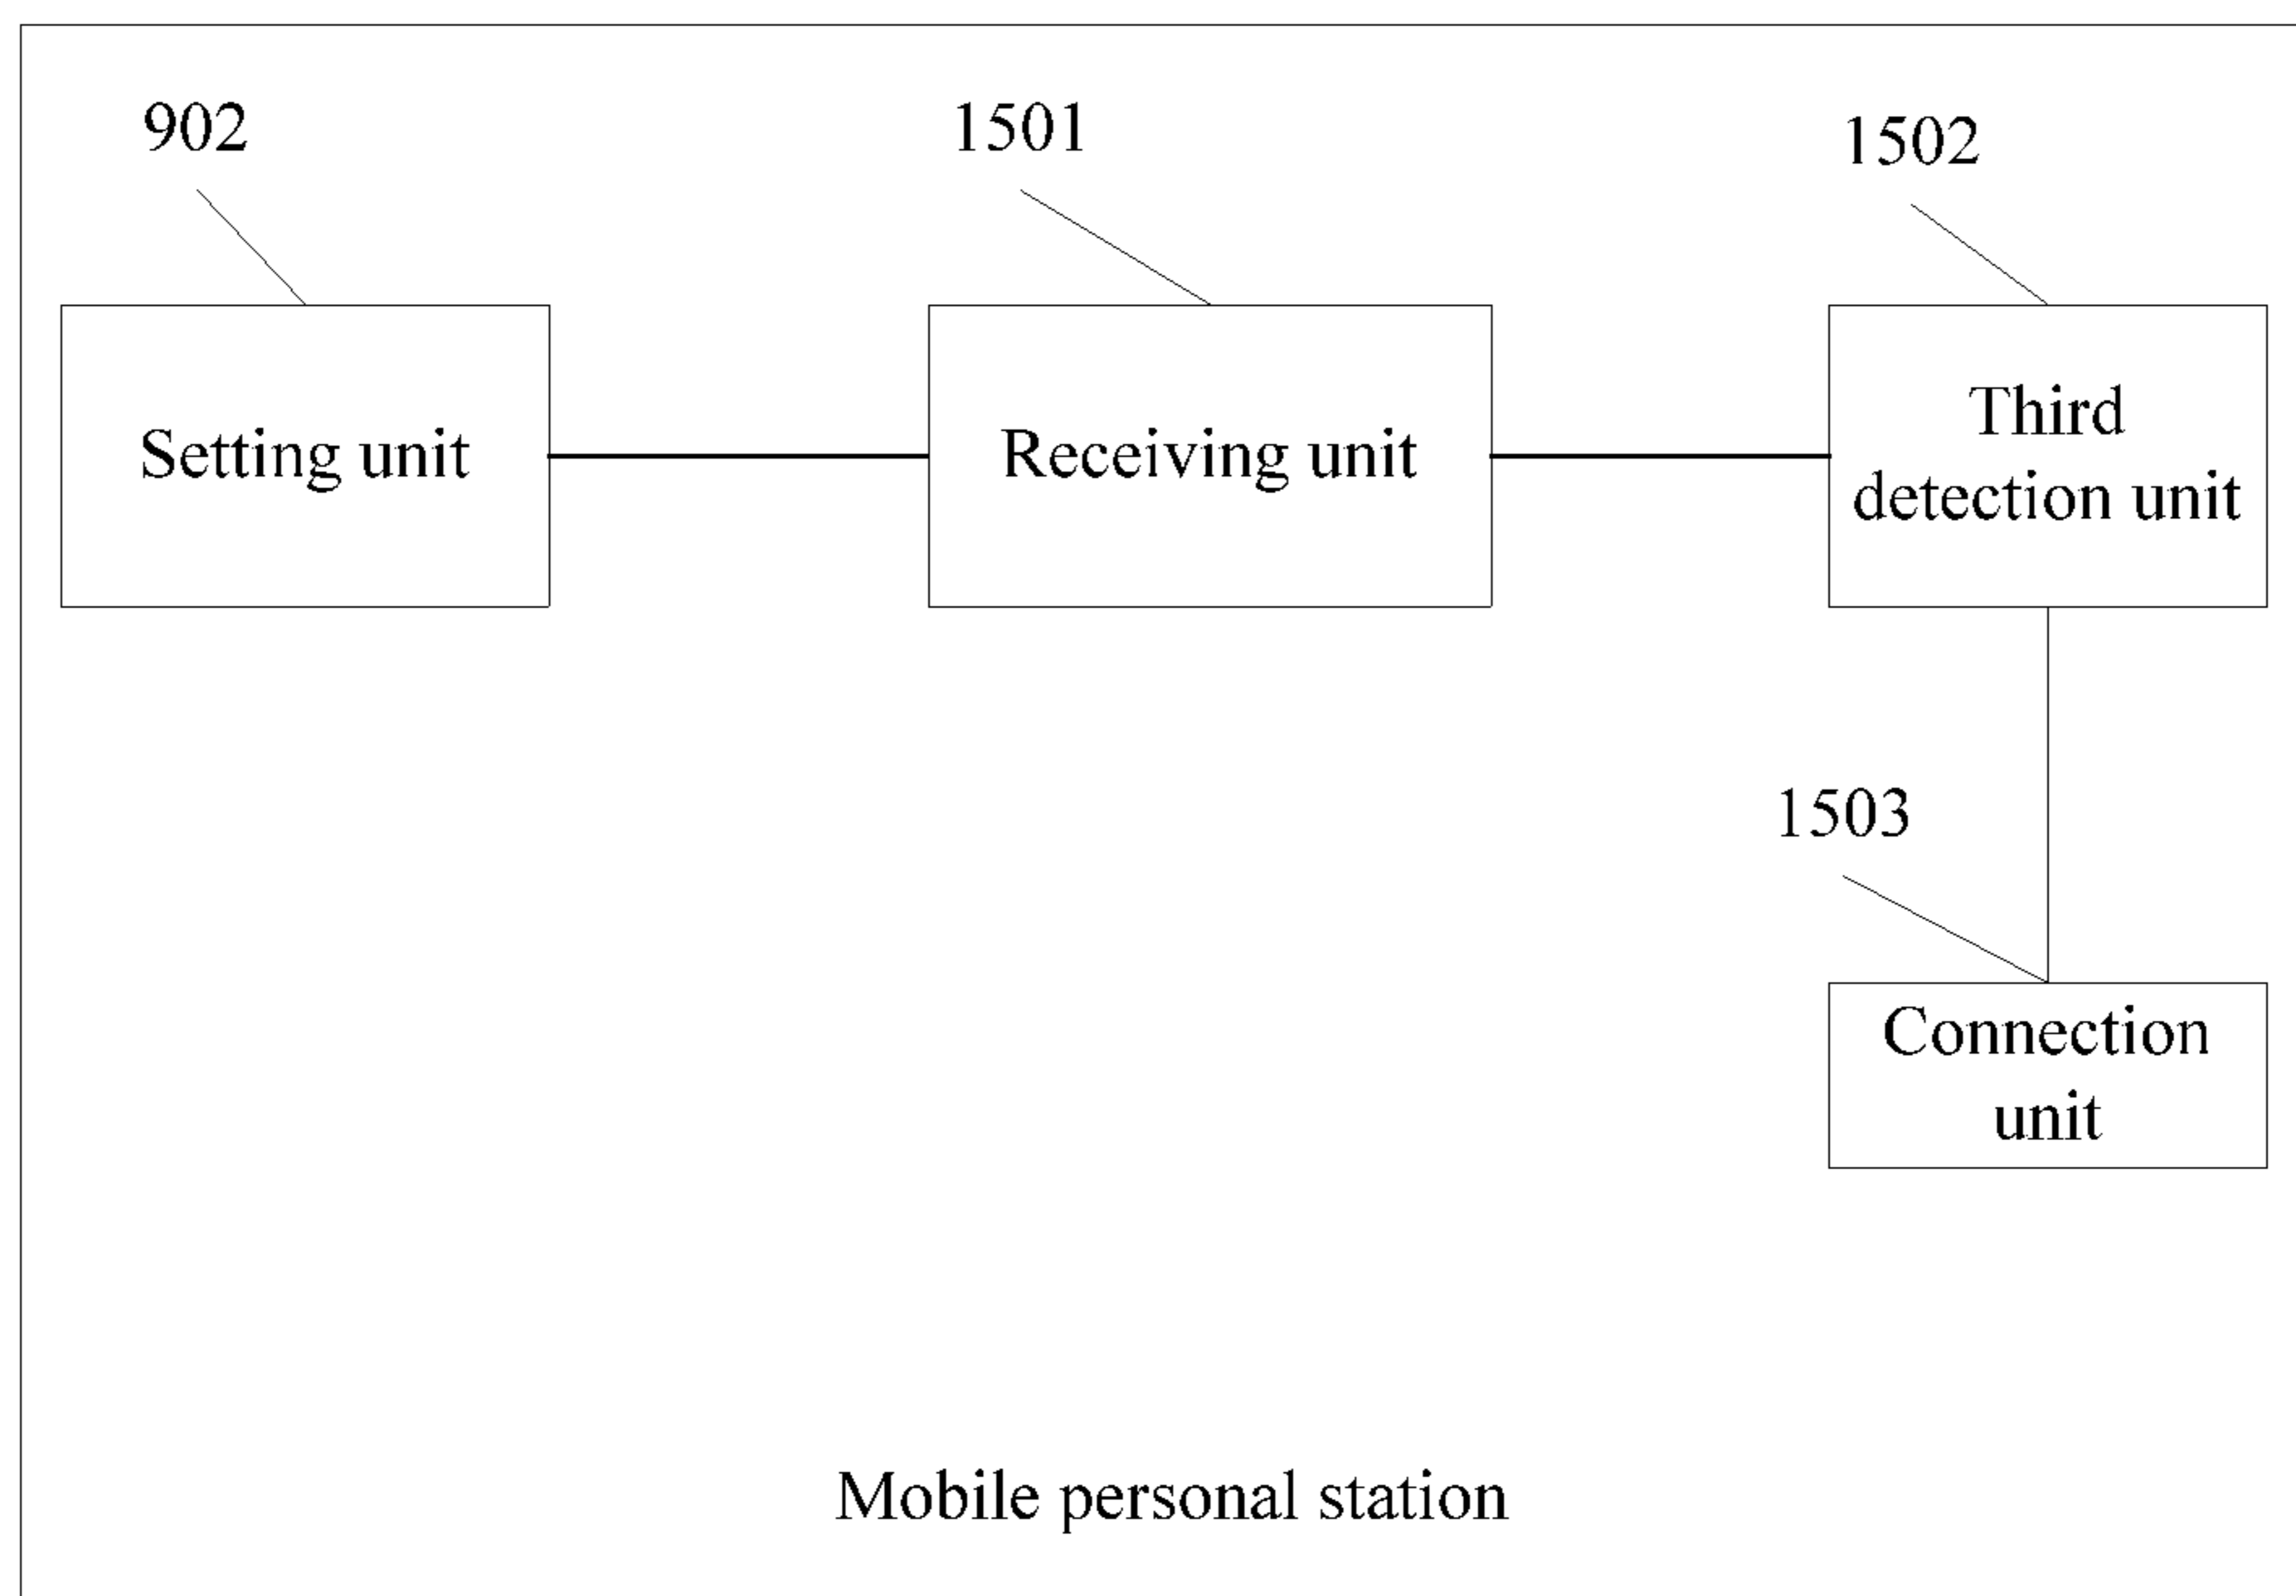 902
1501
1502
Setting unit
Receiving unit
Third
detection unit
1503
Connection
unit
Mobile personal station